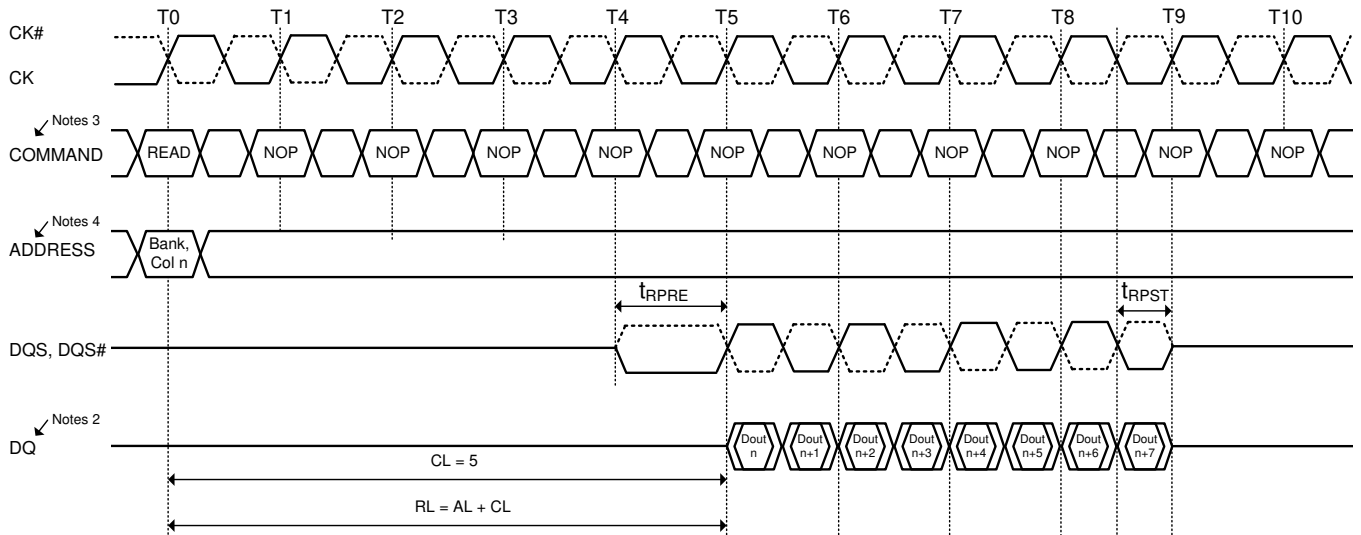 T0 T1 T2 T3 T4 T5 T6 T7 T8 T9 T10
CK#
CK
Notes 3
COMMAND READ NOP NOP NOP NOP NOP NOP NOP NOP NOP NOP
Notes 4
ADDRESS
Bank,
Col n
tRPRE tRPST
DQS, DQS#
Notes 2
DQ
Dout
n
Dout
n+1
Dout
n+2
Dout
n+3
Dout
n+4
Dout
n+5
Dout
n+6
Dout
n+7
CL = 5
RL = AL + CL